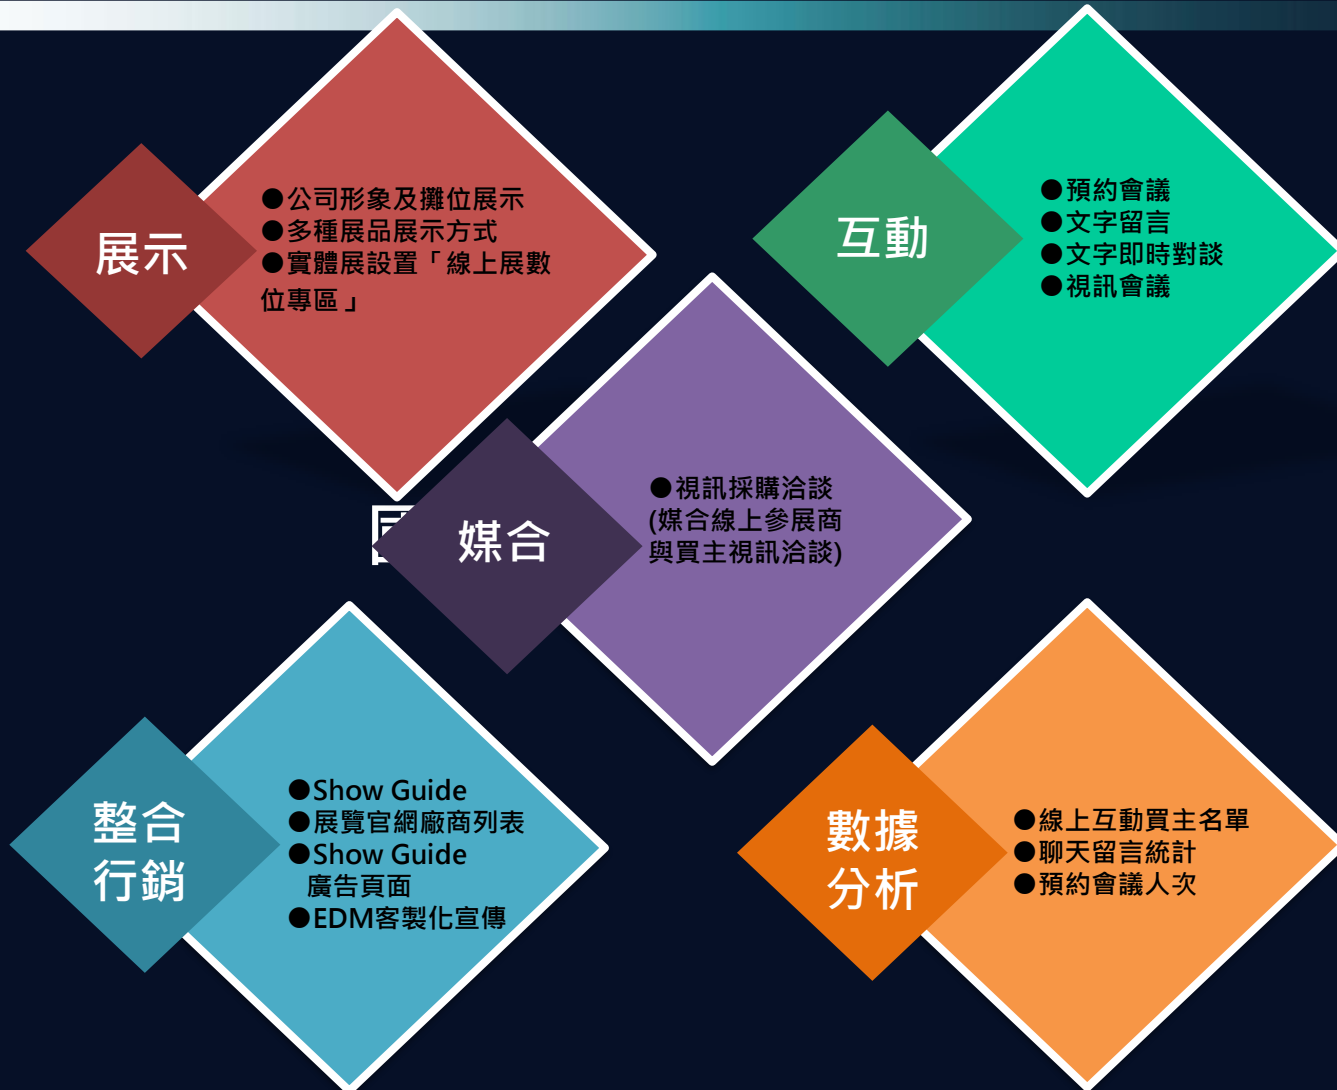 展示
●公司形象及攤位展示
●多種展品展示方式
●實體展設置「線上展數
位專區」
互動
●預約會議
●文字留言
●文字即時對談
●視訊會議
媒合
●視訊採購洽談
(媒合線上參展商
與買主視訊洽談)
整合
行銷
●Show Guide
●展覽官網廠商列表
●Show Guide
廣告頁面
●EDM客製化宣傳
數據
分析
●線上互動買主名單
●聊天留言統計
●預約會議人次